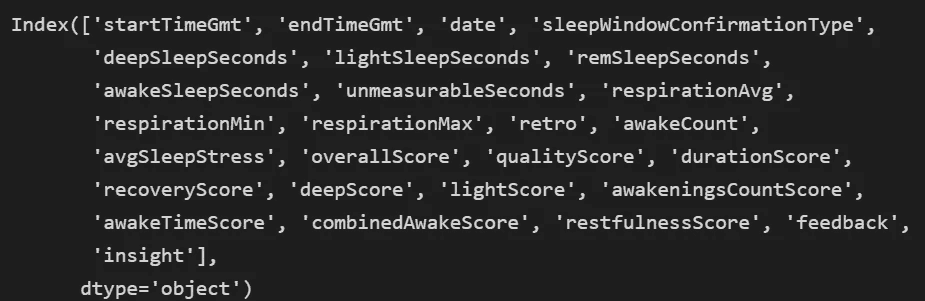 Index(['startTimeGmt', 'endTimeGmt', 'date', 'sleepWindowConfirmationType',
'deepSleepSeconds', 'lightSleepSeconds', 'remSleepSeconds',
'awakeSleepSeconds', 'unmeasurableSeconds', 'respirationAvg',
'respirationMin', 'respirationMax', 'retro', 'awakeCount',
'avgSleepStress', 'overallScore', 'qualityScore', 'durationScore',
'recoveryScore', 'deepScore', 'lightScore', 'awakeningsCountScore',
'awakeTimeScore', 'combinedAwakeScore', 'restfulnessScore', 'feedback',
'insight'],
dtype='object')